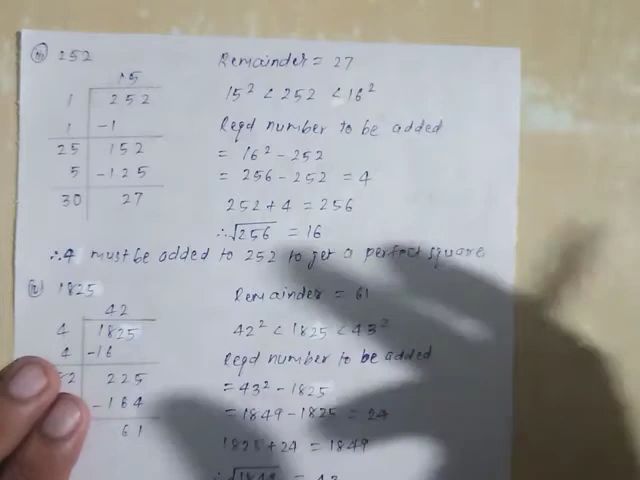 252
15
1 252
1 -1
25 152
5 -125
30 27
Remainder = 27
15² < 252 < 16²
Reqd number to be added
= 16² - 252
= 256 - 252 = 4
252 + 4 = 256
∴ √256 = 16
∴ 4 must be added to 252 to get a perfect square
1825
42
4 1825
4 -16
2 225
-164
61
Remainder = 61
42² < 1825 < 43²
Reqd number to be added
= 43² - 1825
= 1849 - 1825 = 24
1825 + 24 = 1849
∴ √1849 = 43